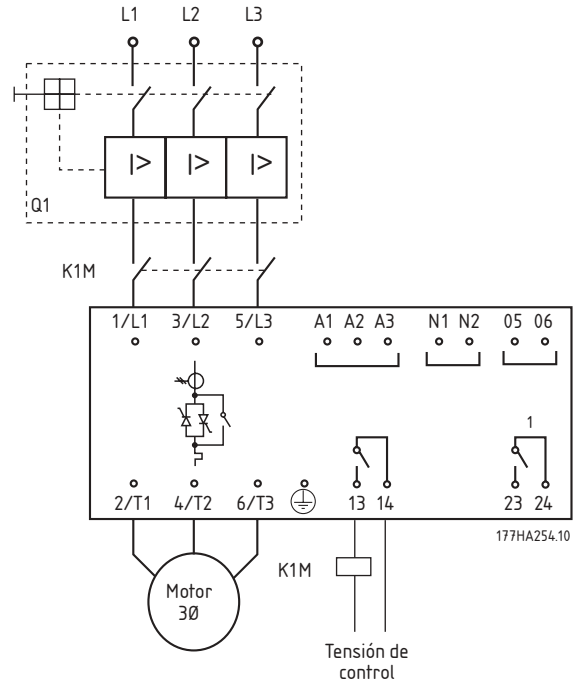 L1 L2 L3
I> I> I>
Q1
K1M
1/L1 3/L2 5/L3 A1 A2 A3 N1 N2 05 06
1
2/T1 4/T2 6/T3 13 14 23 24
177HA254.10
Motor
3Ø
K1M
Tensión de
control